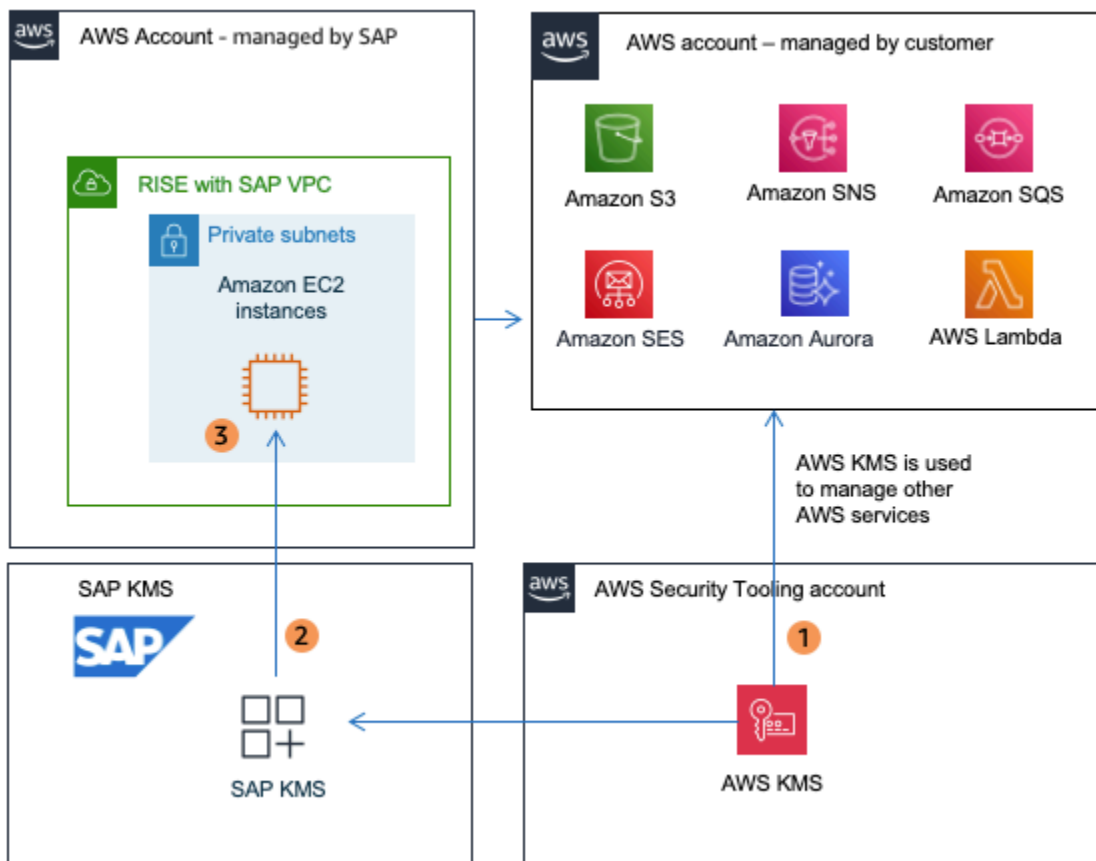 aws
AWS Account - managed by SAP
RISE with SAP VPC
Private subnets
Amazon EC2
instances
3
aws
AWS account – managed by customer
Amazon S3
Amazon SNS
Amazon SQS
Amazon SES
Amazon Aurora
AWS Lambda
AWS KMS is used
to manage other
AWS services
SAP KMS
SAP
2
SAP KMS
aws
AWS Security Tooling account
1
AWS KMS